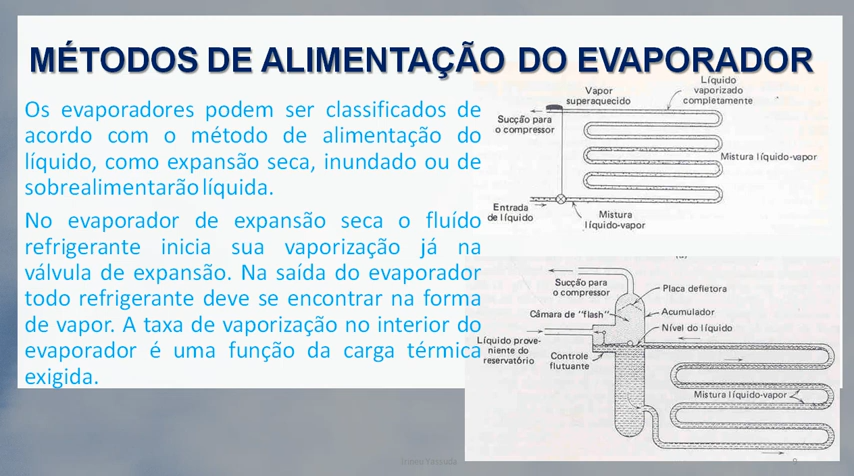 MÉTODOS DE ALIMENTAÇÃO DO EVAPORADOR
Os evaporadores podem ser classificados de
acordo com o método de alimentação do
líquido, como expansão seca, inundado ou de
sobrealimentarão líquida.
No evaporador de expansão seca o fluído
refrigerante inicia sua vaporização já na
válvula de expansão. Na saída do evaporador
todo refrigerante deve se encontrar na forma
de vapor. A taxa de vaporização no interior do
evaporador é uma função da carga térmica
exigida.
Líquido
vaporizado
completamente
Vapor
superaquecido
Sucção para
o compressor
Mistura líquido-vapor
Entrada
de líquido
Mistura
líquido-vapor
Sucção para
o compressor
Placa defletora
Câmara de "flash"
Acumulador
Nível do líquido
Líquido prove-
niente do
reservatório
Controle
flutuante
Mistura líquido-vapor